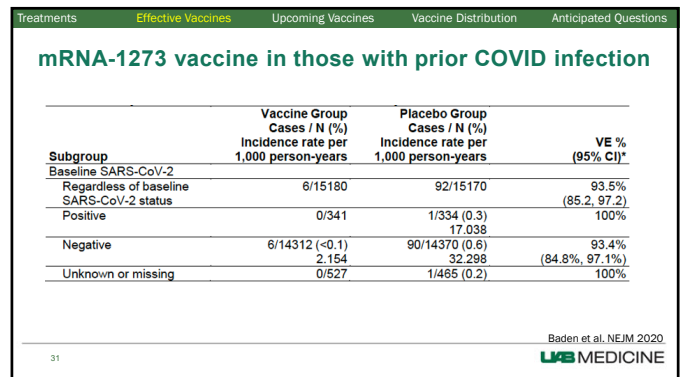 Treatments Effective Vaccines Upcoming Vaccines Vaccine Distribution Anticipated Questions
mRNA-1273 vaccine in those with prior COVID infection
Subgroup Vaccine Group Cases / N (%) Incidence rate per 1,000 person-years Placebo Group Cases / N (%) Incidence rate per 1,000 person-years VE % (95% CI)*
Baseline SARS-CoV-2
Regardless of baseline 6/15180 92/15170 93.5%
SARS-CoV-2 status (85.2, 97.2)
Positive 0/341 1/334 (0.3) 100%
17.038
Negative 6/14312 (<0.1) 90/14370 (0.6) 93.4%
2.154 32.298 (84.8%, 97.1%)
Unknown or missing 0/527 1/465 (0.2) 100%
Baden et al. NEJM 2020
31 UAB MEDICINE